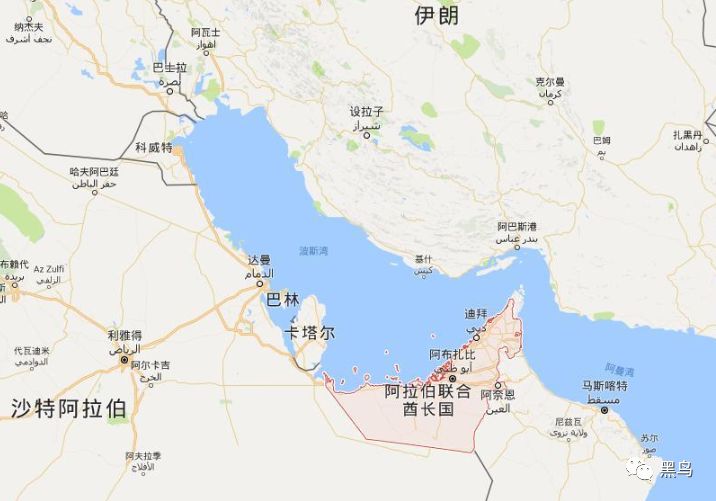 伊朗
纳杰夫
نجف أشرف
阿瓦士
اهواز
巴士拉
بصرة
克尔曼
کرمان
设拉子
شیراز
扎黑丹
زاهدان
巴姆
بم
科威特
哈夫阿巴廷
حفر الباطن
阿巴斯港
بندر عباس
波斯湾
基什
کیش
达曼
الدمام
布赖代
بريدة
Az Zulfi
الزلفي
巴林
卡塔尔
迪拜
دبي
利雅得
الرياض
代瓦迪米
الدوادمي
阿尔卡吉
الخرج
阿布扎比
أبو ظبي
阿曼湾
阿拉伯联合
酋长国
阿奈恩
العين
马斯喀特
مسقط
沙特阿拉伯
尼兹瓦
ولاية نزوى
苏尔
صور
阿夫拉季
الأفلاج
黑鸟